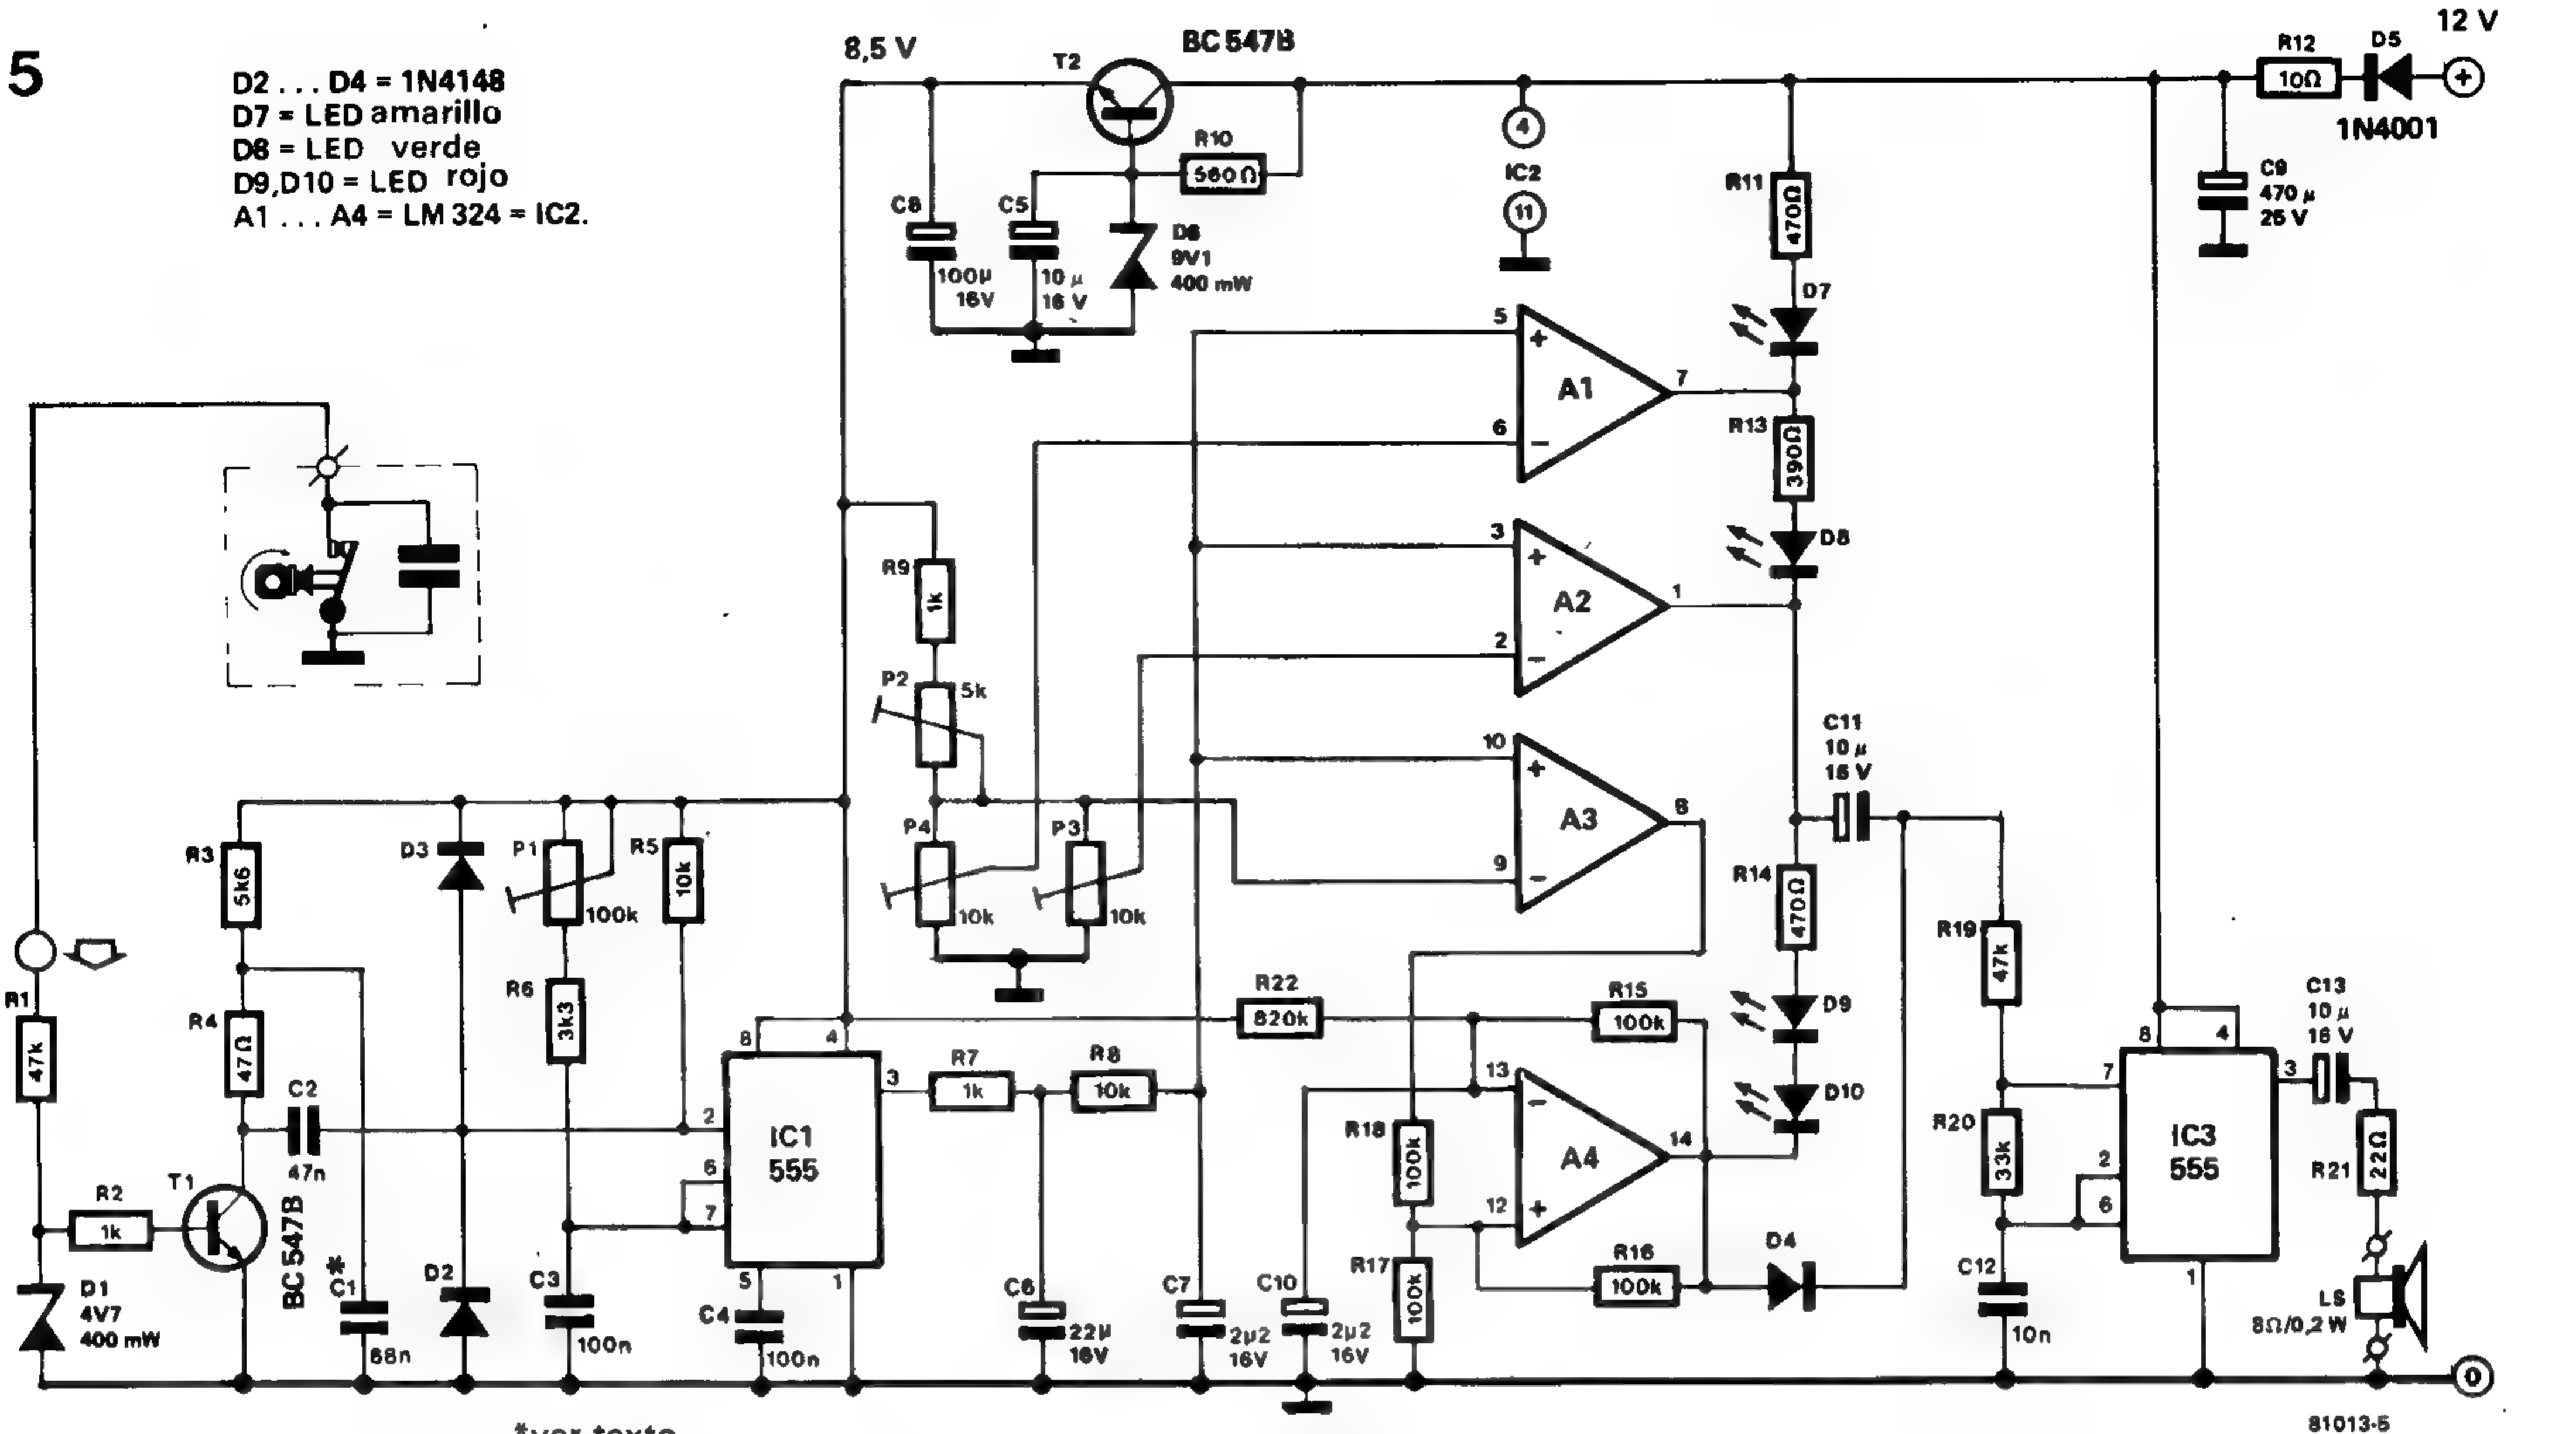 5
D2 . . . D4 = 1N4148
D7 = LED amarillo
D8 = LED verde
D9,D10 = LED rojo
A1 . . . A4 = LM 324 = IC2.
8,5 V
T2
BC 547B
R12
10Ω
D5
12 V
+
1N4001
R10
560 Ω
C8
100µ
16V
C5
10 µ
16 V
D6
9V1
400 mW
4
IC2
11
R11
470Ω
C9
470 µ
25 V
D7
5
+
A1
7
6
−
R13
390Ω
D8
3
+
A2
1
2
−
R9
1k
P2
5k
10
+
A3
8
9
−
C11
10 µ
16 V
P4
10k
P3
10k
R3
5k6
D3
P1
100k
R5
10k
R14
470Ω
R19
47k
R1
47k
R4
47Ω
R6
3k3
R22
820k
R15
100k
D9
C13
10 µ
16 V
C2
47n
8
4
3
2
6
7
5
1
IC1
555
R7
1k
R8
10k
13
−
A4
14
12
+
D10
R18
100k
R20
33k
8
4
7
3
2
6
1
IC3
555
22Ω
R21
R2
1k
T1
BC 547B
D1
4V7
400 mW
*
C1
68n
D2
C3
100n
C4
100n
C6
22µ
16V
C7
2µ2
16V
C10
2µ2
16V
R17
100k
R16
100k
D4
C12
10n
LS
8Ω/0,2 W
0
*ver texto
81013-5